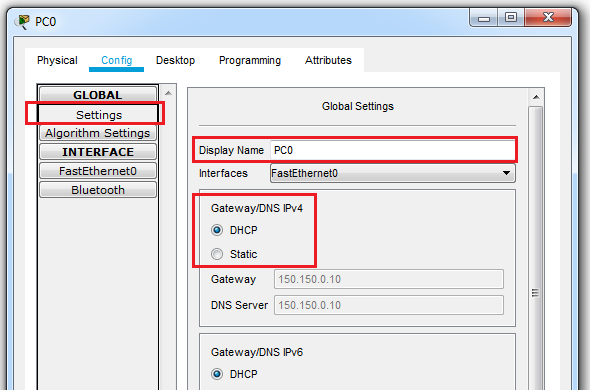 PC0
Physical Config Desktop Programming Attributes
GLOBAL
Settings
Algorithm Settings
INTERFACE
FastEthernet0
Bluetooth
Global Settings
Display Name PC0
Interfaces FastEthernet0
Gateway/DNS IPv4
DHCP
Static
Gateway 150.150.0.10
DNS Server 150.150.0.10
Gateway/DNS IPv6
DHCP